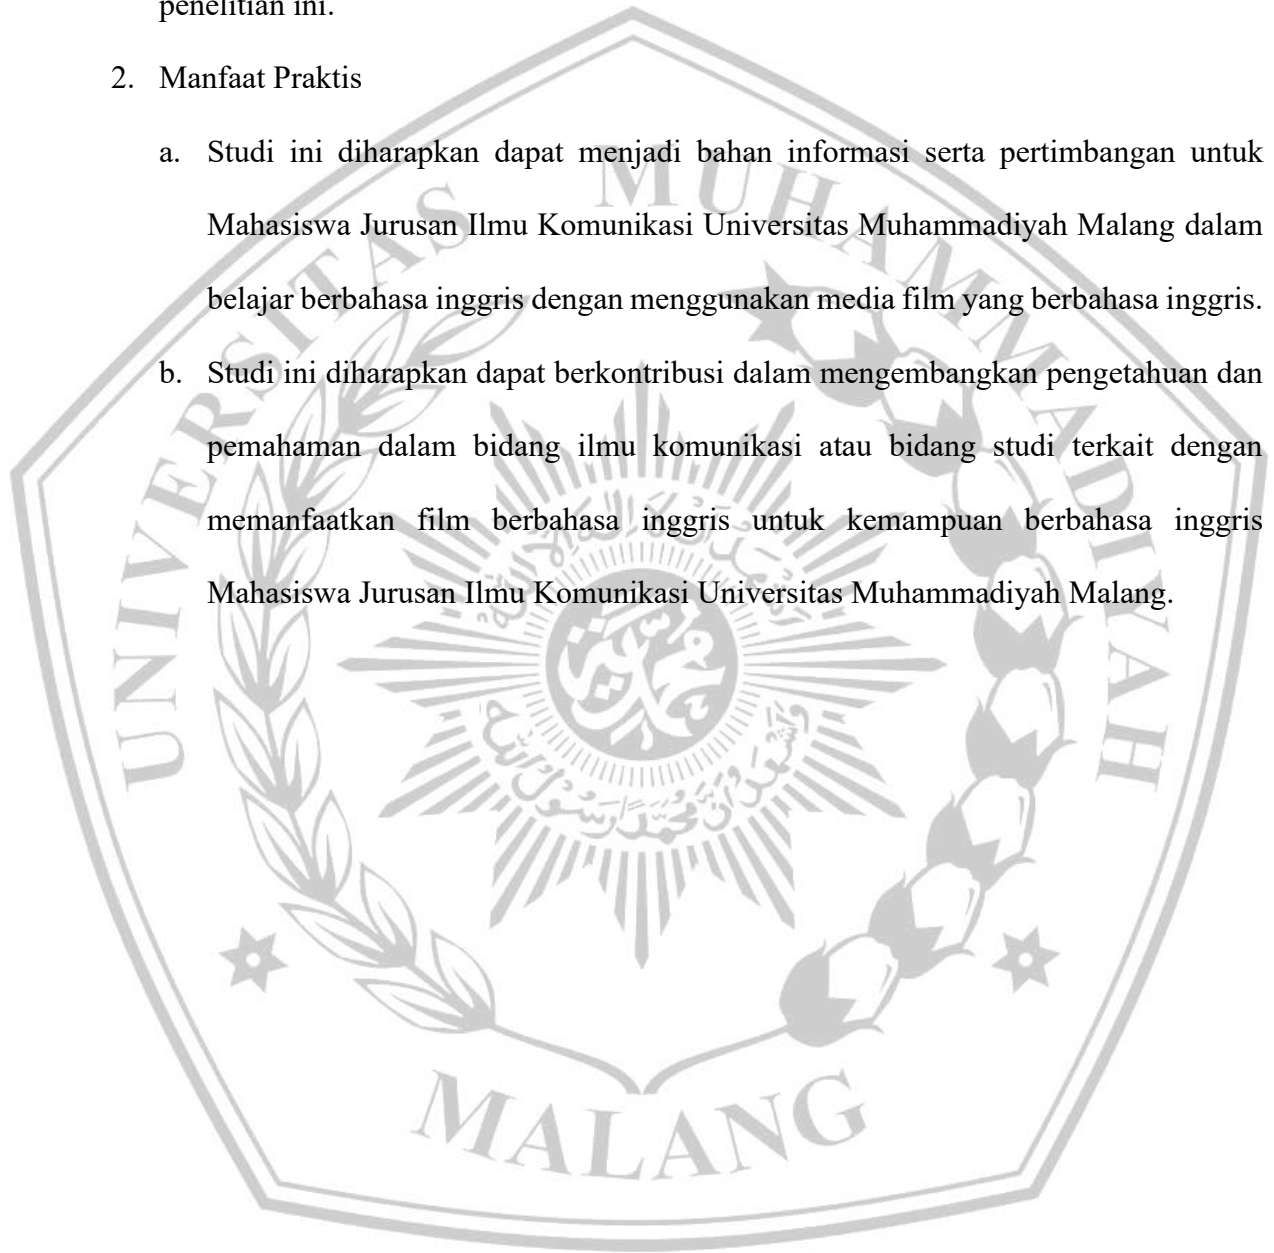 penelitian ini.
2. Manfaat Praktis
a. Studi ini diharapkan dapat menjadi bahan informasi serta pertimbangan untuk
Mahasiswa Jurusan Ilmu Komunikasi Universitas Muhammadiyah Malang dalam
belajar berbahasa inggris dengan menggunakan media film yang berbahasa inggris.
b. Studi ini diharapkan dapat berkontribusi dalam mengembangkan pengetahuan dan
pemahaman dalam bidang ilmu komunikasi atau bidang studi terkait dengan
memanfaatkan film berbahasa inggris untuk kemampuan berbahasa inggris
Mahasiswa Jurusan Ilmu Komunikasi Universitas Muhammadiyah Malang.
UNIVERSITAS MUHAMMADIYAH
MALANG